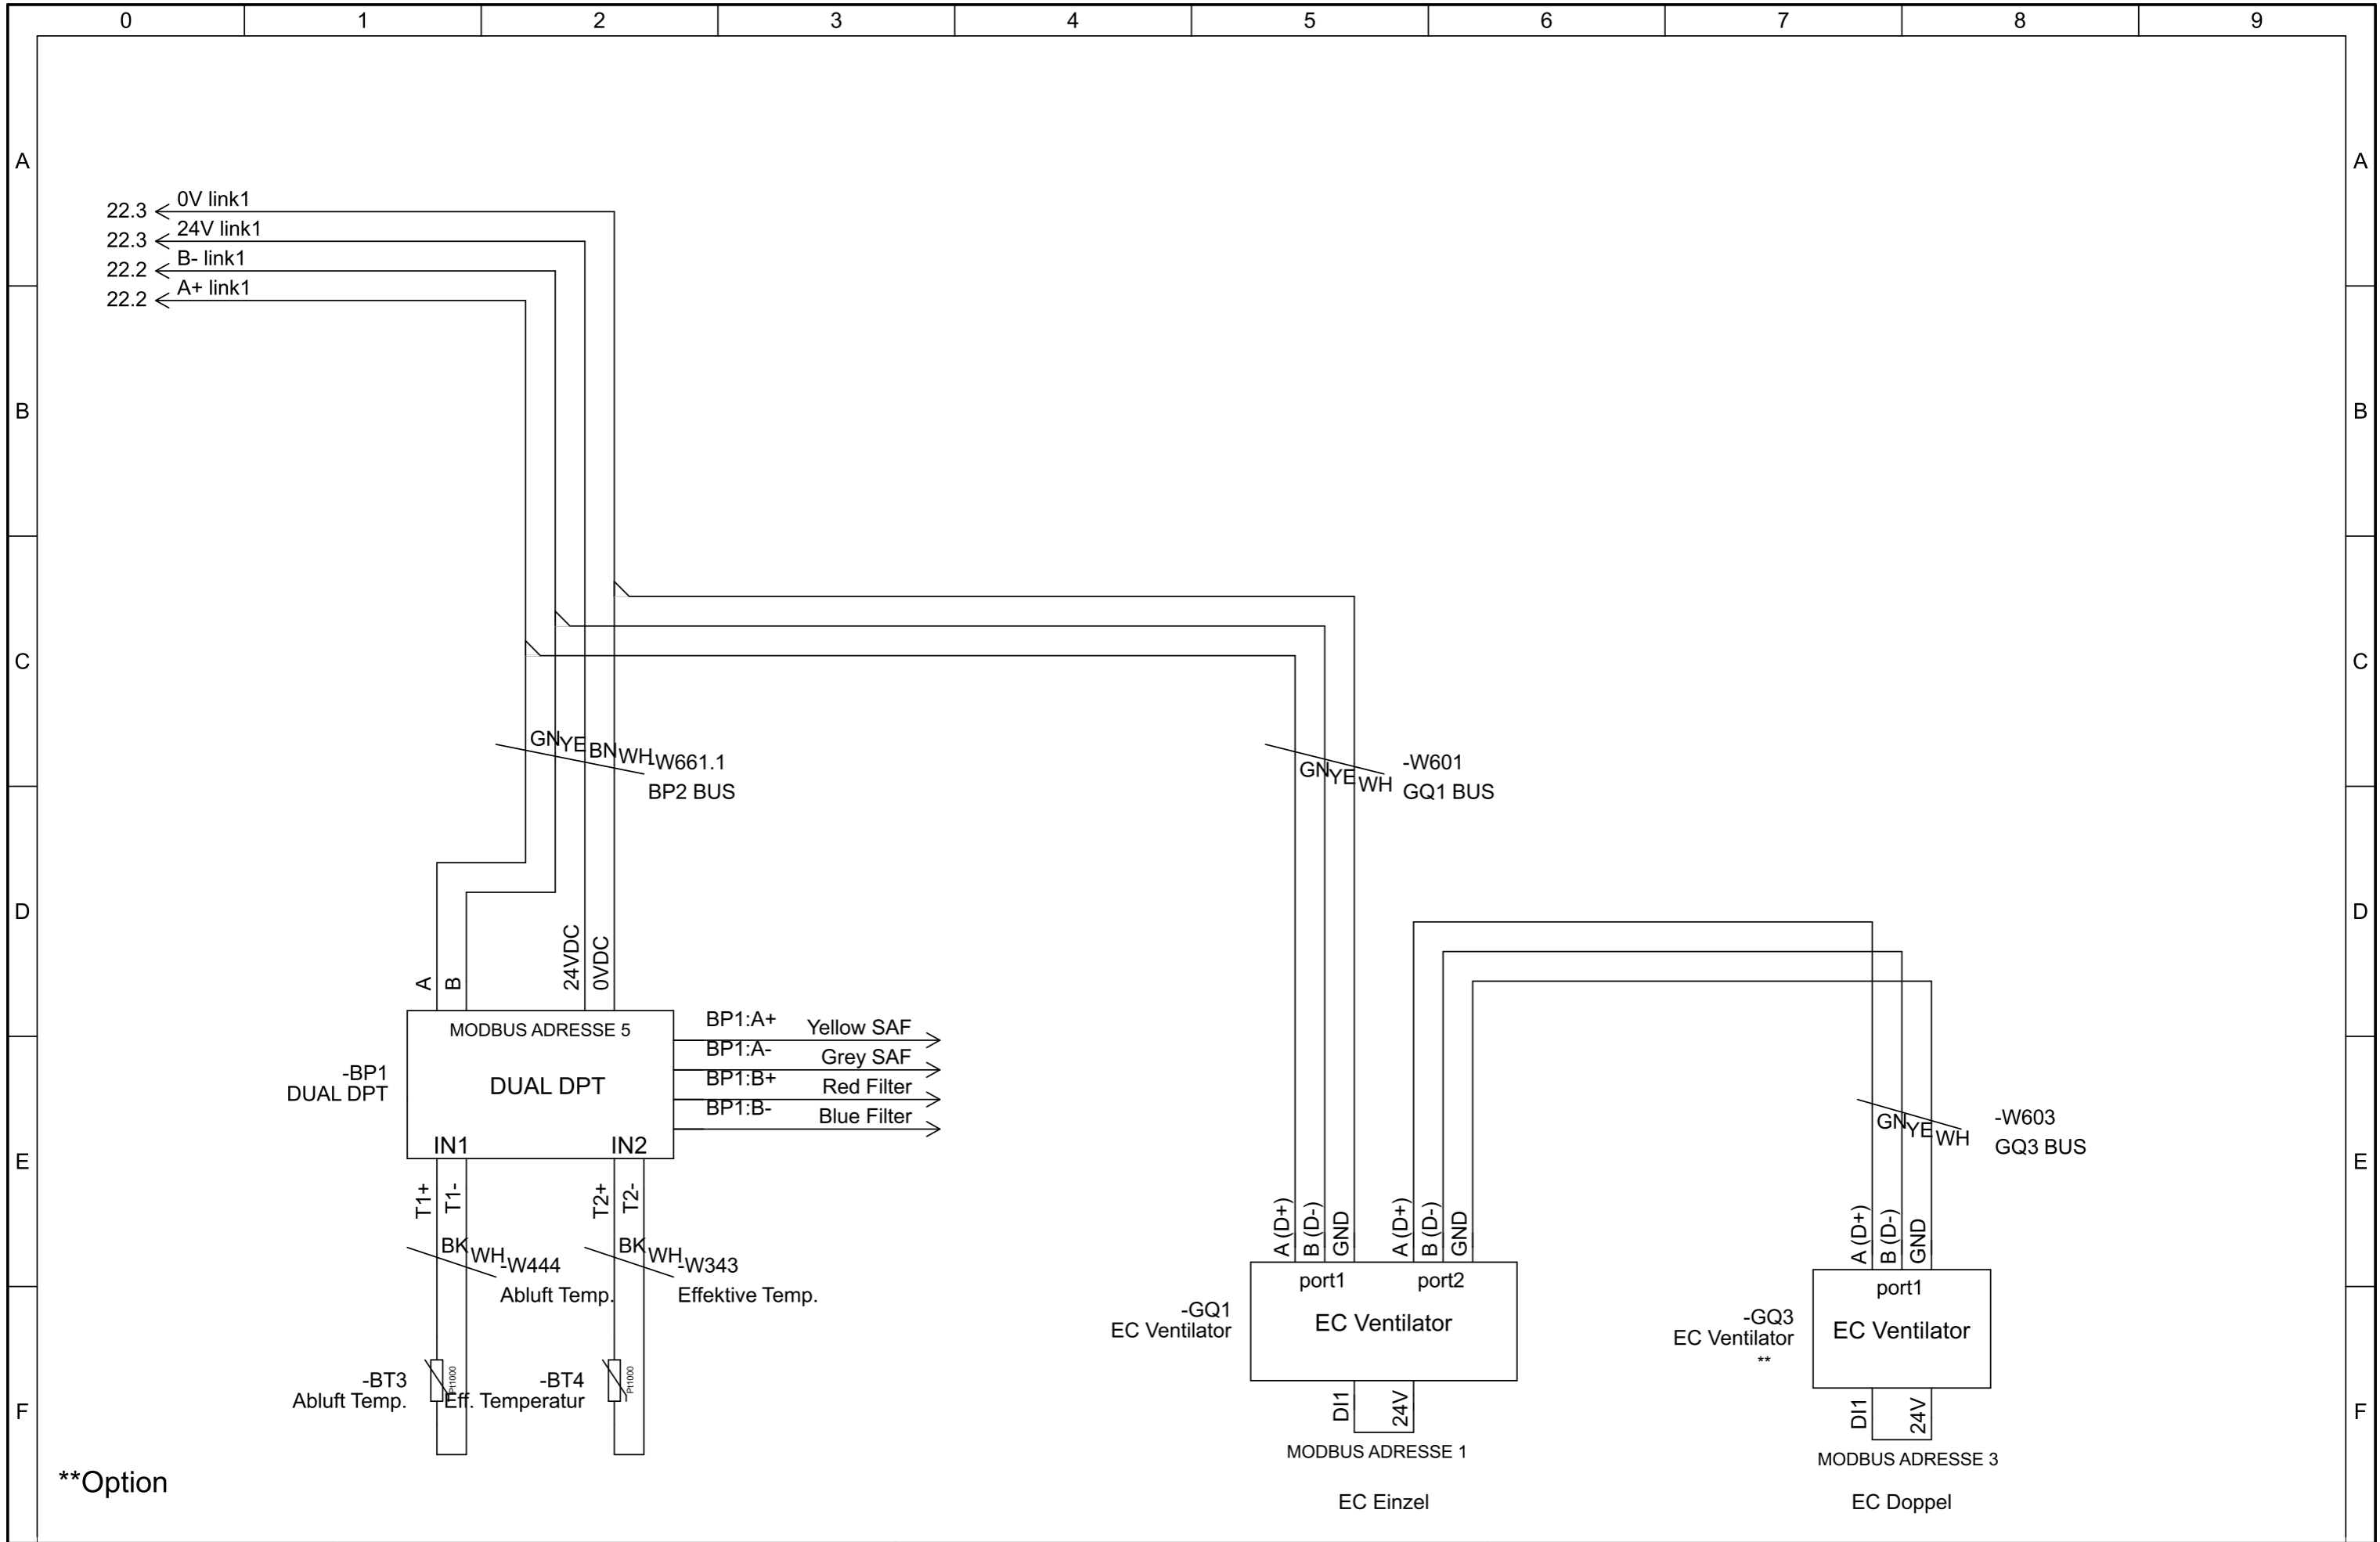 0 1 2 3 4 5 6 7 8 9
A A
22.3 0V link1
22.3 24V link1
22.2 B- link1
22.2 A+ link1
B B
C C
GN YE BN WH -W661.1
BP2 BUS
GN YE WH -W601
GQ1 BUS
D D
A B 24VDC 0VDC
MODBUS ADRESSE 5
-BP1
DUAL DPT
DUAL DPT
IN1 IN2
BP1:A+ Yellow SAF
BP1:A- Grey SAF
BP1:B+ Red Filter
BP1:B- Blue Filter
GN YE WH -W603
GQ3 BUS
E E
T1+ T1- T2+ T2-
BK WH -W444
Abluft Temp.
BK WH -W343
Effektive Temp.
A (D+) B (D-) GND A (D+) B (D-) GND
A (D+) B (D-) GND
port1 port2
-GQ1
EC Ventilator
EC Ventilator
port1
-GQ3
EC Ventilator
**
EC Ventilator
-BT3
Abluft Temp.
Pt1000
-BT4
Eff. Temperatur
Pt1000
F F
DI1 24V
MODBUS ADRESSE 1
EC Einzel
DI1 24V
MODBUS ADRESSE 3
EC Doppel
**Option